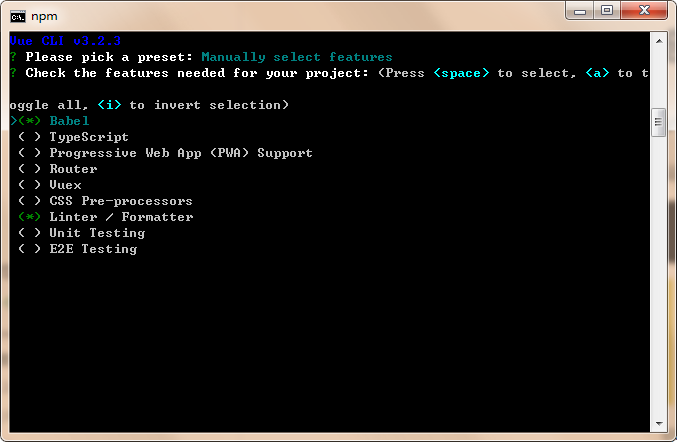 npm
Vue CLI v3.2.3
? Please pick a preset: Manually select features
? Check the features needed for your project: (Press <space> to select, <a> to t
oggle all, <i> to invert selection)
>(*) Babel
( ) TypeScript
( ) Progressive Web App (PWA) Support
( ) Router
( ) Vuex
( ) CSS Pre-processors
(*) Linter / Formatter
( ) Unit Testing
( ) E2E Testing